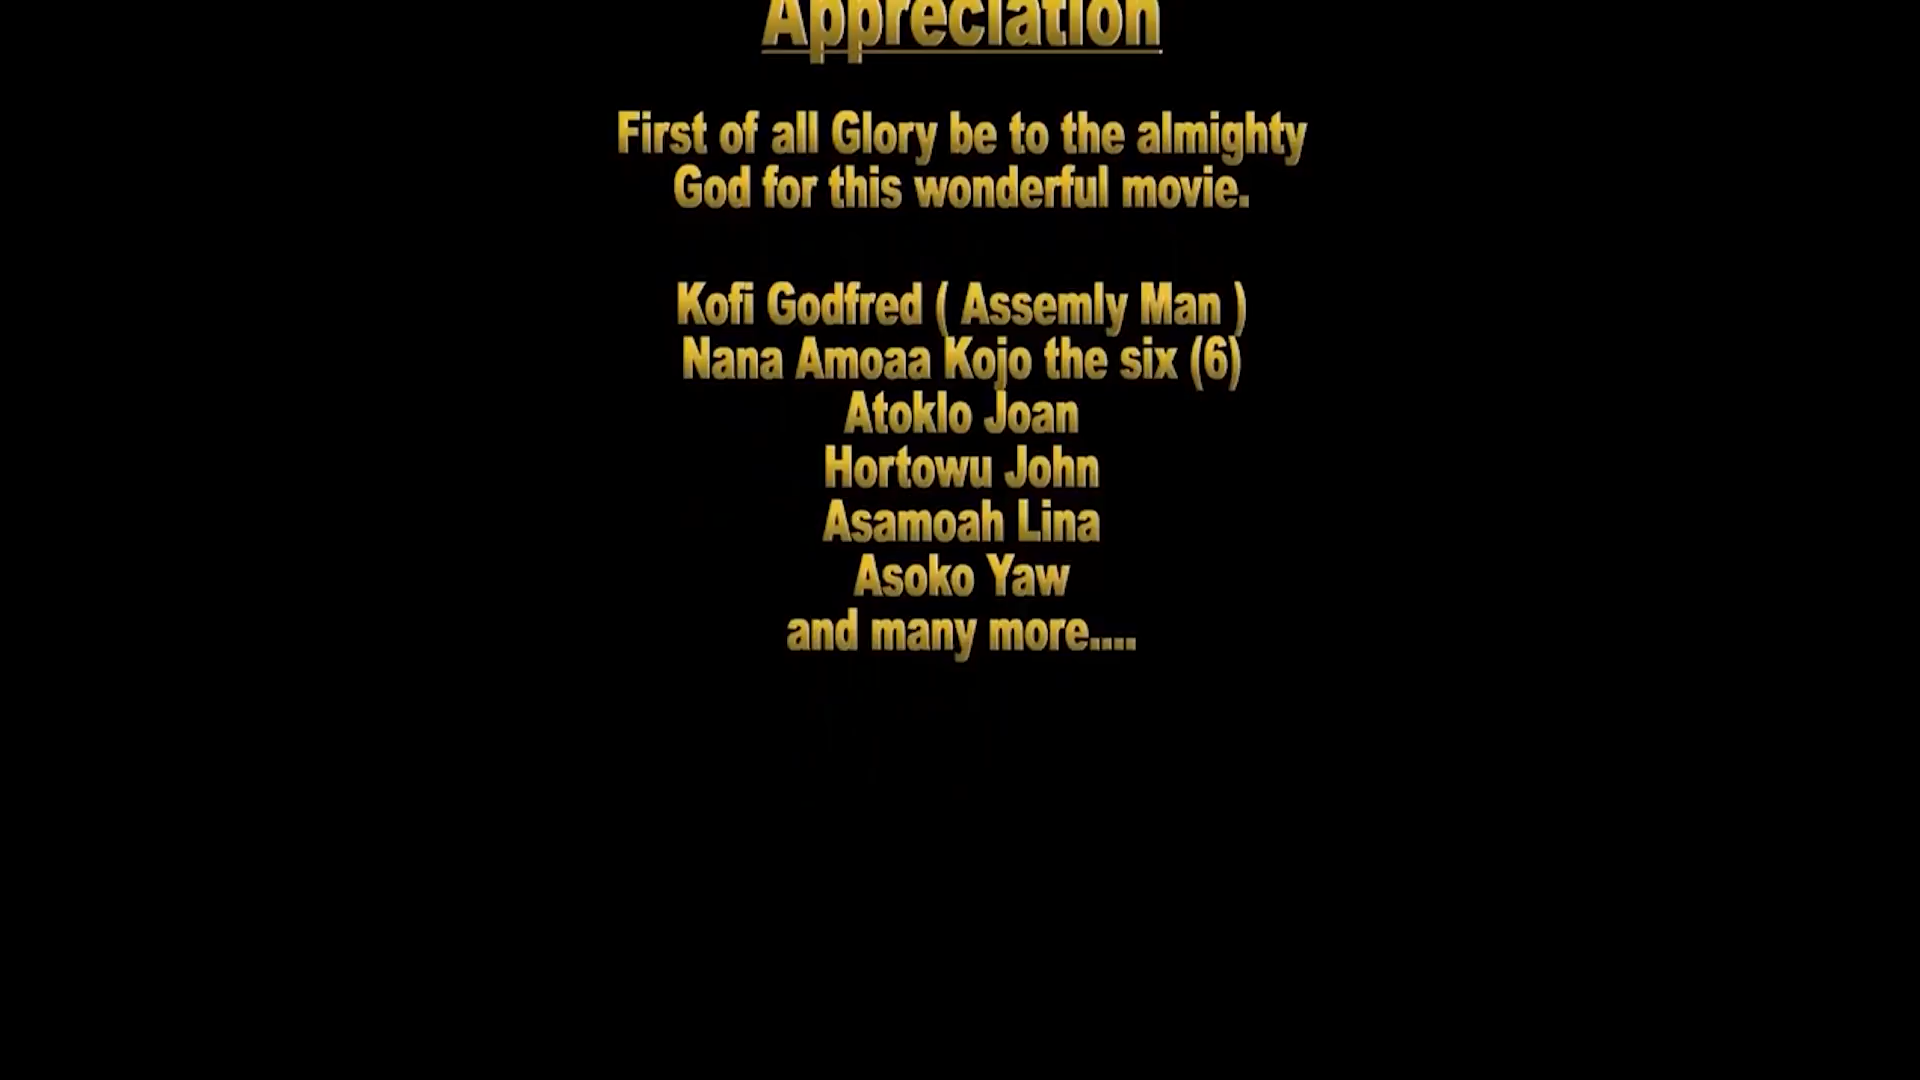 Appreciation
First of all Glory be to the almighty
God for this wonderful movie.
Kofi Godfred ( Assemly Man )
Nana Amoaa Kojo the six (6)
Atoklo Joan
Hortowu John
Asamoah Lina
Asoko Yaw
and many more....